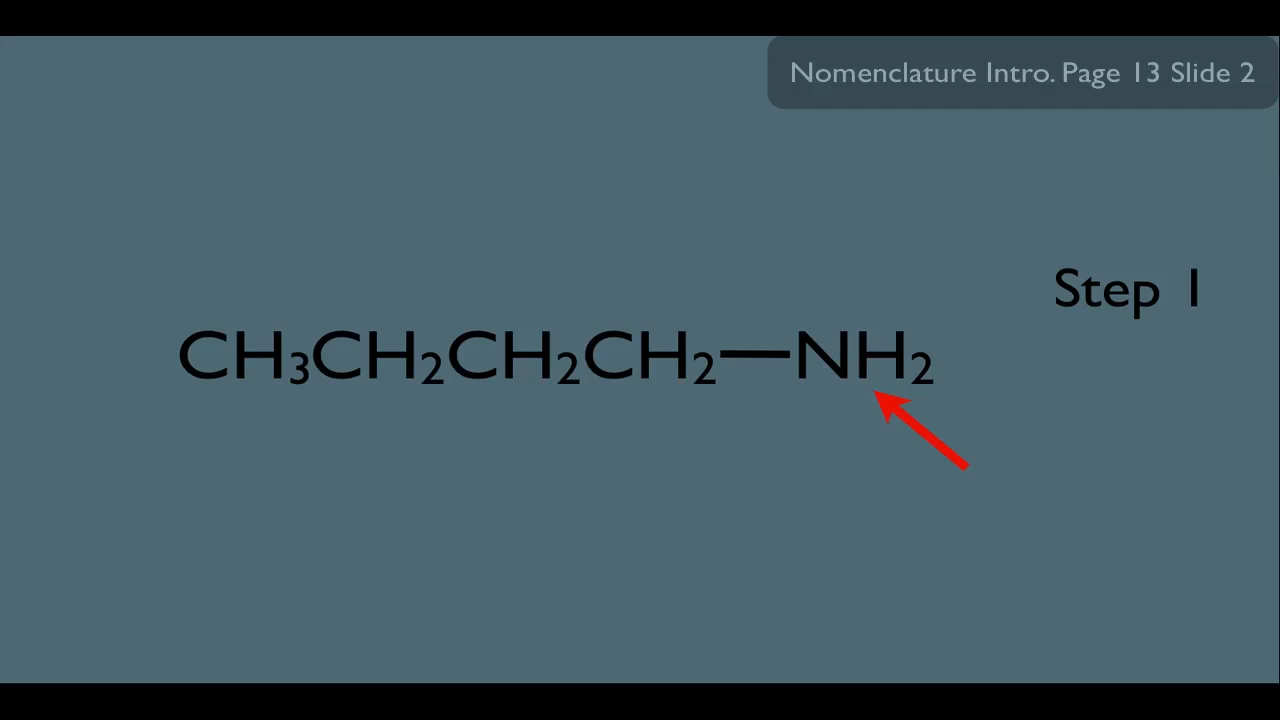 Nomenclature Intro. Page 13 Slide 2
Step 1
CH₃CH₂CH₂CH₂—NH₂